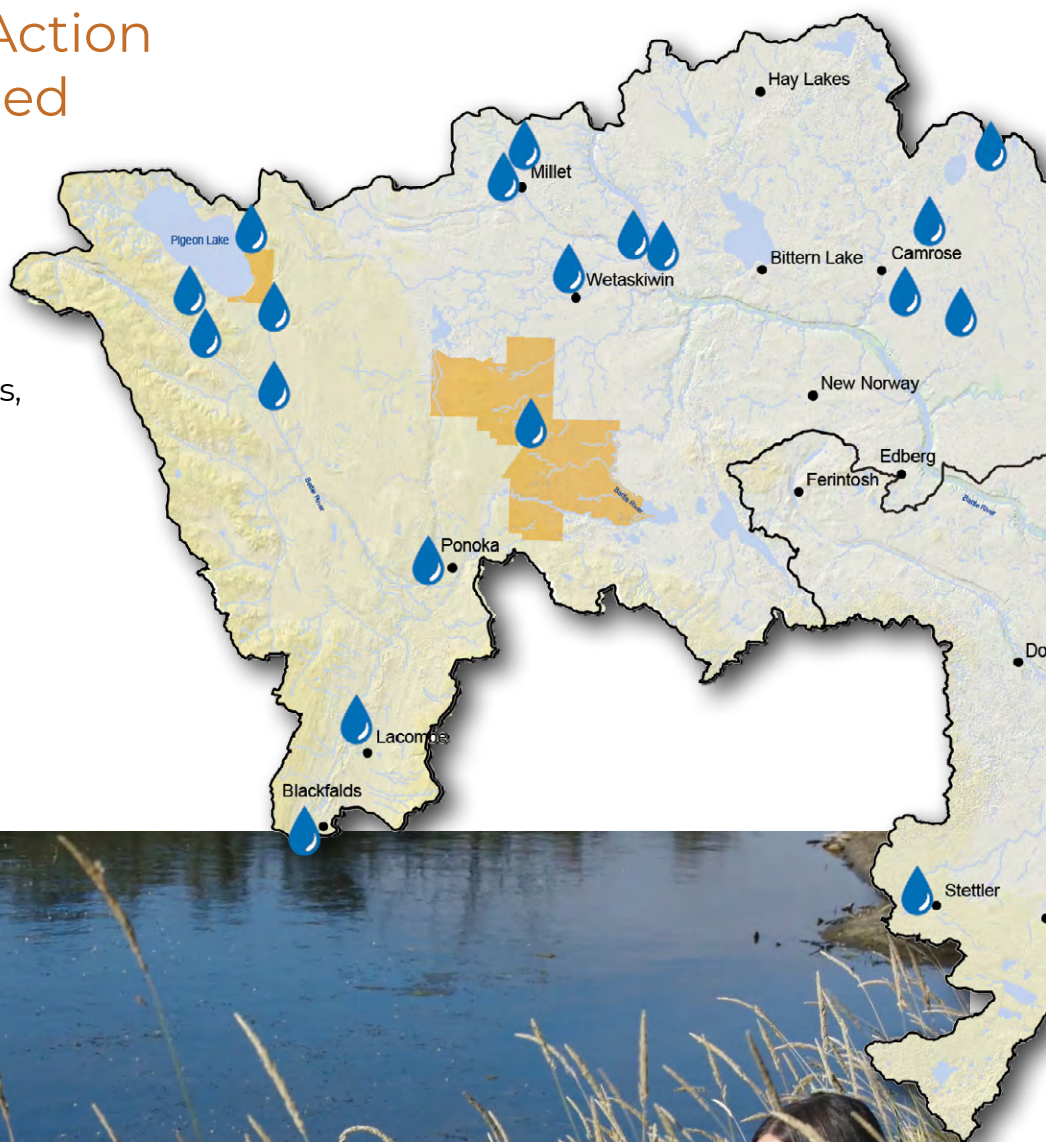 Action
ed
s,
Hay Lakes
Millet
Pigeon Lake
Bittern Lake
Camrose
Wetaskiwin
New Norway
Edberg
Ferintosh
Battle River
Battle River
Battle River
Ponoka
Do
Lacombe
Blackfalds
Stettler